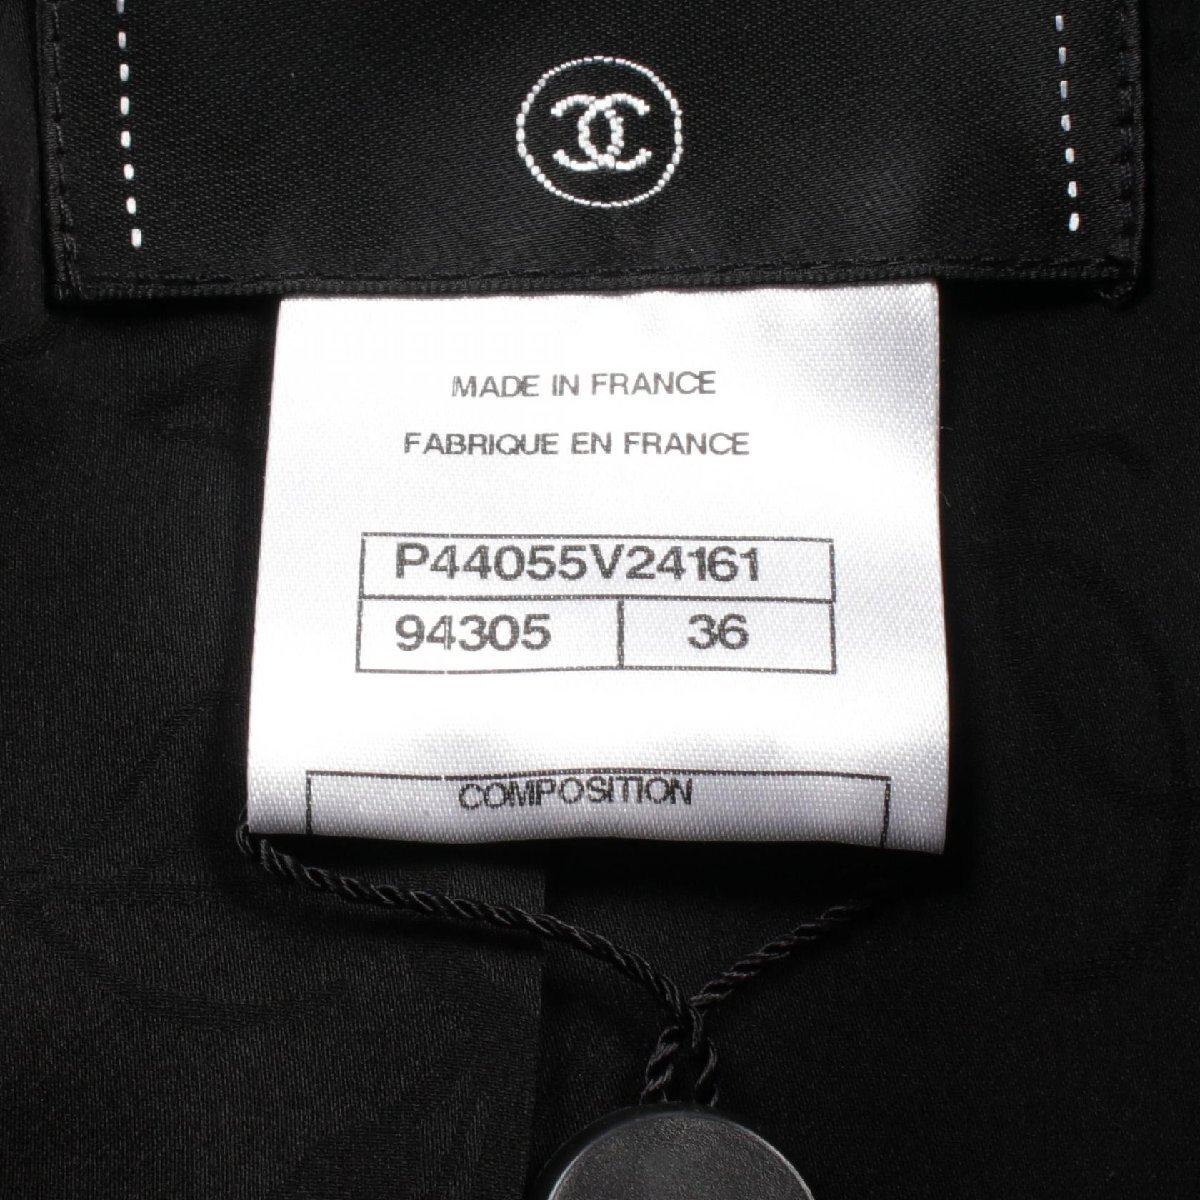 MADE IN FRANCE
FABRIQUE EN FRANCE
P44055V24161
94305 36
COMPOSITION